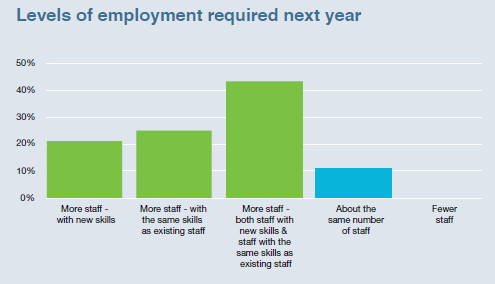 Levels of employment required next year
50%
40%
30%
20%
10%
0%
More staff -
with new skills
More staff - with
the same skills
as existing staff
More staff -
both staff with
new skills &
staff with the
same skills as
existing staff
About the
same number
of staff
Fewer
staff